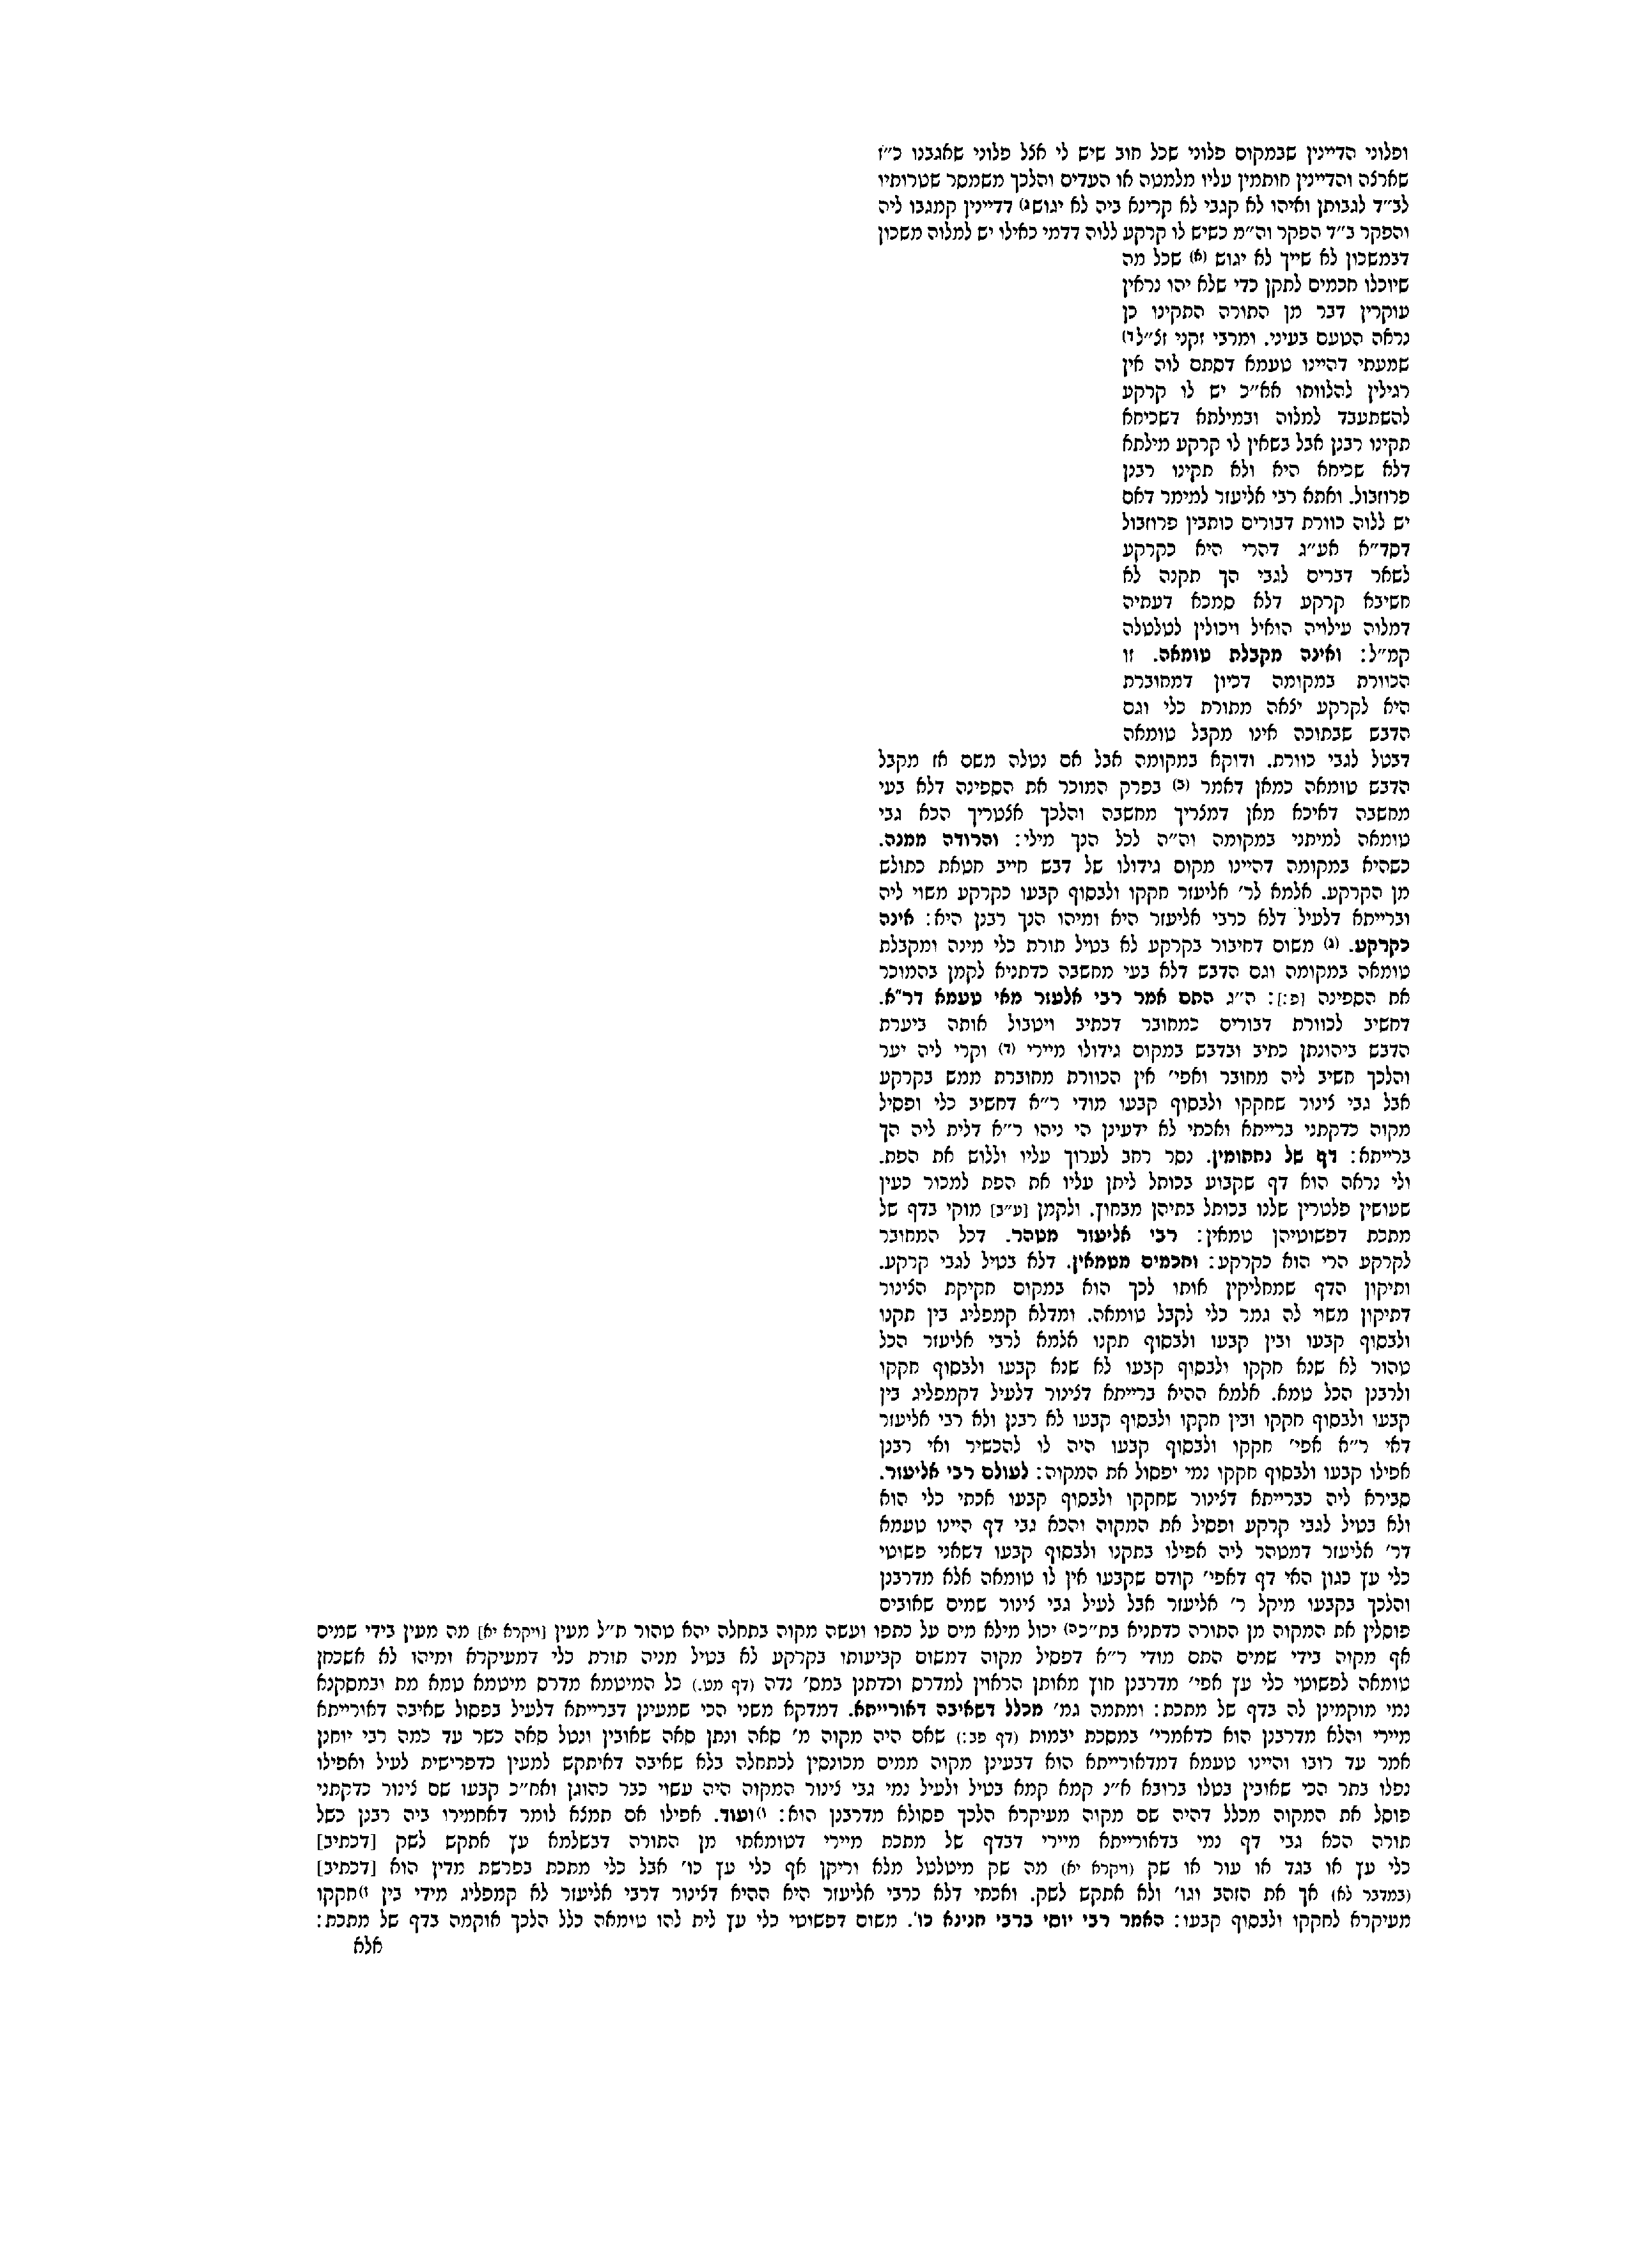 ופלוני הדיינין שבמקום פלוני שכל חוב שיש לי אצל פלוני שאגבנו כ״ז
שארצה והדיינין חותמין עליו מלמטה או העדים והלכך משמסר שטרותיו
לב״ד לגבותן ואיהו לא קגבי לא קרינא ביה לא יגוש ג) דדיינין קמגבו ליה
והפקר ב״ד הפקר וה״מ כשיש לו קרקע ללוה דדמי כאילו יש למלוה משכון
דבמשכון לא שייך לא יגוש (א) שכל מה
שיוכלו חכמים לתקן כדי שלא יהו נראין
עוקרין דבר מן התורה התקינו כן
נראה הטעם בעיני. ומרבי זקני זצ״ל ד)
שמעתי דהיינו טעמא דסתם לוה אין
רגילין להלוותו אא״כ יש לו קרקע
להשתעבד למלוה ובמילתא דשכיחא
תקינו רבנן אבל בשאין לו קרקע מילתא
דלא שכיחא היא ולא תקינו רבנן
פרוזבול. ואתא רבי אליעזר למימר דאם
יש ללוה כוורת דבורים כותבין פרוזבול
דסד״א אע״ג דהרי היא כקרקע
לשאר דברים לגבי הך תקנה לא
חשיבא קרקע דלא סמכא דעתיה
דמלוה עילויה הואיל ויכולין לטלטלה
קמ״ל: ואינה מקבלת טומאה. זו
הכוורת במקומה דכיון דמחוברת
היא לקרקע יצאה מתורת כלי וגם
הדבש שבתוכה אינו מקבל טומאה
דבטל לגבי כוורת. ודוקא במקומה אבל אם נטלה משם אז מקבל
הדבש טומאה כמאן דאמר (ב) בפרק המוכר את הספינה דלא בעי
מחשבה דאיכא מאן דמצריך מחשבה והלכך אצטריך הכא גבי
טומאה למיתני במקומה וה״ה לכל הנך מילי: והרודה ממנה.
כשהיא במקומה דהיינו מקום גידולו של דבש חייב חטאת כתולש
מן הקרקע. אלמא לר׳ אליעזר חקקו ולבסוף קבעו כקרקע משוי ליה
וברייתא דלעיל דלא כרבי אליעזר היא ומיהו הנך רבנן היא: אינה
כקרקע. (ג) משום דחיבור בקרקע לא בטיל תורת כלי מינה ומקבלת
טומאה במקומה וגם הדבש דלא בעי מחשבה כדתניא לקמן בהמוכר
את הספינה [פ:]: ה״ג התם אמר רבי אלעזר מאי טעמא דר״א.
דחשיב לכוורת דבורים כמחובר דכתיב ויטבול אותה ביערת
הדבש ביהונתן כתיב ובדבש במקום גידולו מיירי (ד) וקרי ליה יער
והלכך חשיב ליה מחובר ואפי׳ אין הכוורת מחוברת ממש בקרקע
אבל גבי צינור שחקקו ולבסוף קבעו מודי ר״א דחשיב כלי ופסיל
מקוה כדקתני ברייתא ואכתי לא ידעינן הי ניהו ר״א דלית ליה הך
ברייתא: דף של נחתומין. נסר רחב לערוך עליו וללוש את הפת.
ולי נראה הוא דף שקבוע בכותל ליתן עליו את הפת למכור כעין
שעושין פלטרין שלנו בכותל בתיהן מבחוץ. ולקמן [ע״ב] מוקי בדף של
מתכת דפשוטיהן טמאין: רבי אליעזר מטהר. דכל המחובר
לקרקע הרי הוא כקרקע: וחכמים מטמאין. דלא בטיל לגבי קרקע.
ותיקון הדף שמחליקין אותו לכך הוא במקום חקיקת הצינור
דתיקון משוי לה גמר כלי לקבל טומאה. ומדלא קמפליג בין תקנו
ולבסוף קבעו ובין קבעו ולבסוף תקנו אלמא לרבי אליעזר הכל
טהור לא שנא חקקו ולבסוף קבעו לא שנא קבעו ולבסוף חקקו
ולרבנן הכל טמא. אלמא ההיא ברייתא דצינור דלעיל דקמפליג בין
קבעו ולבסוף חקקו ובין חקקו ולבסוף קבעו לא רבנן ולא רבי אליעזר
דאי ר״א אפי׳ חקקו ולבסוף קבעו היה לו להכשיר ואי רבנן
אפילו קבעו ולבסוף חקקו נמי יפסול את המקוה: לעולם רבי אליעזר.
סבירא ליה כברייתא דצינור שחקקו ולבסוף קבעו אכתי כלי הוא
ולא בטיל לגבי קרקע ופסיל את המקוה והכא גבי דף היינו טעמא
דר׳ אליעזר דמטהר ליה אפילו בתקנו ולבסוף קבעו דשאני פשוטי
כלי עץ כגון האי דף דאפי׳ קודם שקבעו אין לו טומאה אלא מדרבנן
והלכך בקבעו מיקל ר׳ אליעזר אבל לעיל גבי צינור שמים שאובים
פוסלין את המקוה מן התורה כדתניא בת״כ ה) יכול מילא מים על כתפו ועשה מקוה בתחלה יהא טהור ת״ל מעין [ויקרא יא] מה מעין בידי שמים
אף מקוה בידי שמים התם מודי ר״א דפסיל מקוה דמשום קביעותו בקרקע לא בטיל מניה תורת כלי דמעיקרא ומיהו לא אשכחן
טומאה לפשוטי כלי עץ אפי׳ מדרבנן חוץ מאותן הראוין למדרס וכדתנן במס׳ נדה (דף מט.) כל המיטמא מדרס מיטמא טמא מת ובמסקנא
נמי מוקמינן לה בדף של מתכת: ומתמה גמ׳ מכלל דשאיבה דאורייתא. דמדקא משני הכי שמעינן דברייתא דלעיל בפסול שאיבה דאורייתא
מיירי והלא מדרבנן הוא כדאמרי׳ במסכת יבמות (דף פב:) שאם היה מקוה מ׳ סאה ונתן סאה שאובין ונטל סאה כשר עד כמה רבי יוחנן
אמר עד רובו והיינו טעמא דמדאורייתא הוא דבעינן מקוה ממים מכונסין לכתחלה בלא שאיבה דאיתקש למעין כדפרישית לעיל ואפילו
נפלו בתר הכי שאובין בטלו ברובא א״נ קמא קמא בטיל ולעיל נמי גבי צינור המקוה היה עשוי כבר כהוגן ואח״כ קבעו שם צינור כדקתני
פוסל את המקוה מכלל דהיה שם מקוה מעיקרא הלכך פסולא מדרבנן הוא: ו) ועוד. אפילו אם תמצא לומר דאחמירו ביה רבנן כשל
תורה הכא גבי דף נמי בדאורייתא מיירי דבדף של מתכת מיירי דטומאתו מן התורה דבשלמא עץ אתקש לשק [דכתיב]
כלי עץ או בגד או עור או שק (ויקרא יא) מה שק מיטלטל מלא וריקן אף כלי עץ כו׳ אבל כלי מתכת בפרשת מדין הוא [דכתיב]
(במדבר לא) אך את הזהב וגו׳ ולא אתקש לשק. ואכתי דלא כרבי אליעזר היא ההיא דצינור דרבי אליעזר לא קמפליג מידי בין ז) חקקו
מעיקרא לחקקו ולבסוף קבעו: האמר רבי יוסי ברבי חנינא כו׳. משום דפשוטי כלי עץ לית להו טומאה כלל הלכך אוקמה בדף של מתכת:
אלא